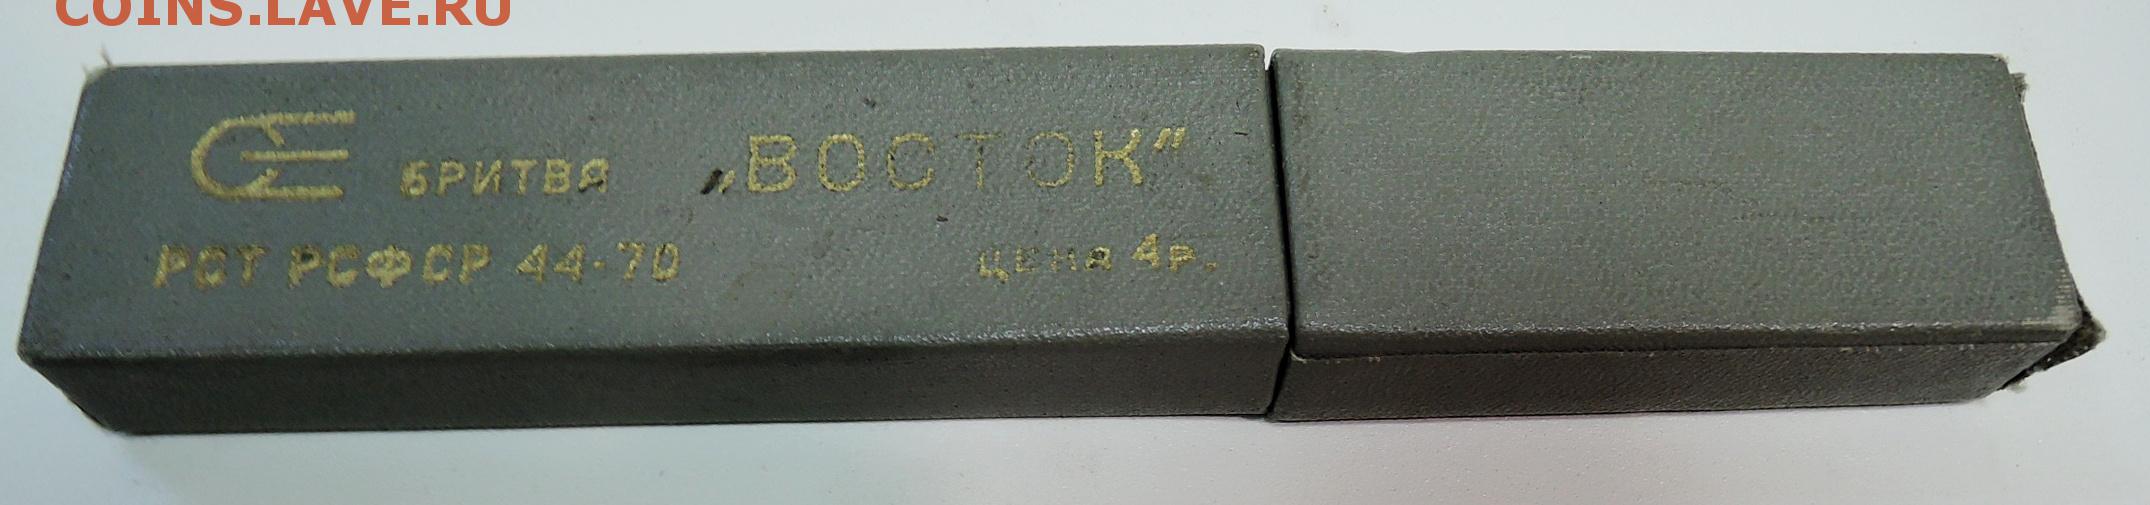 COINS.LAVE.RU
БРИТВА „ВОСТОК”
РСТ РСФСР 44-70 ЦЕНА 4р.